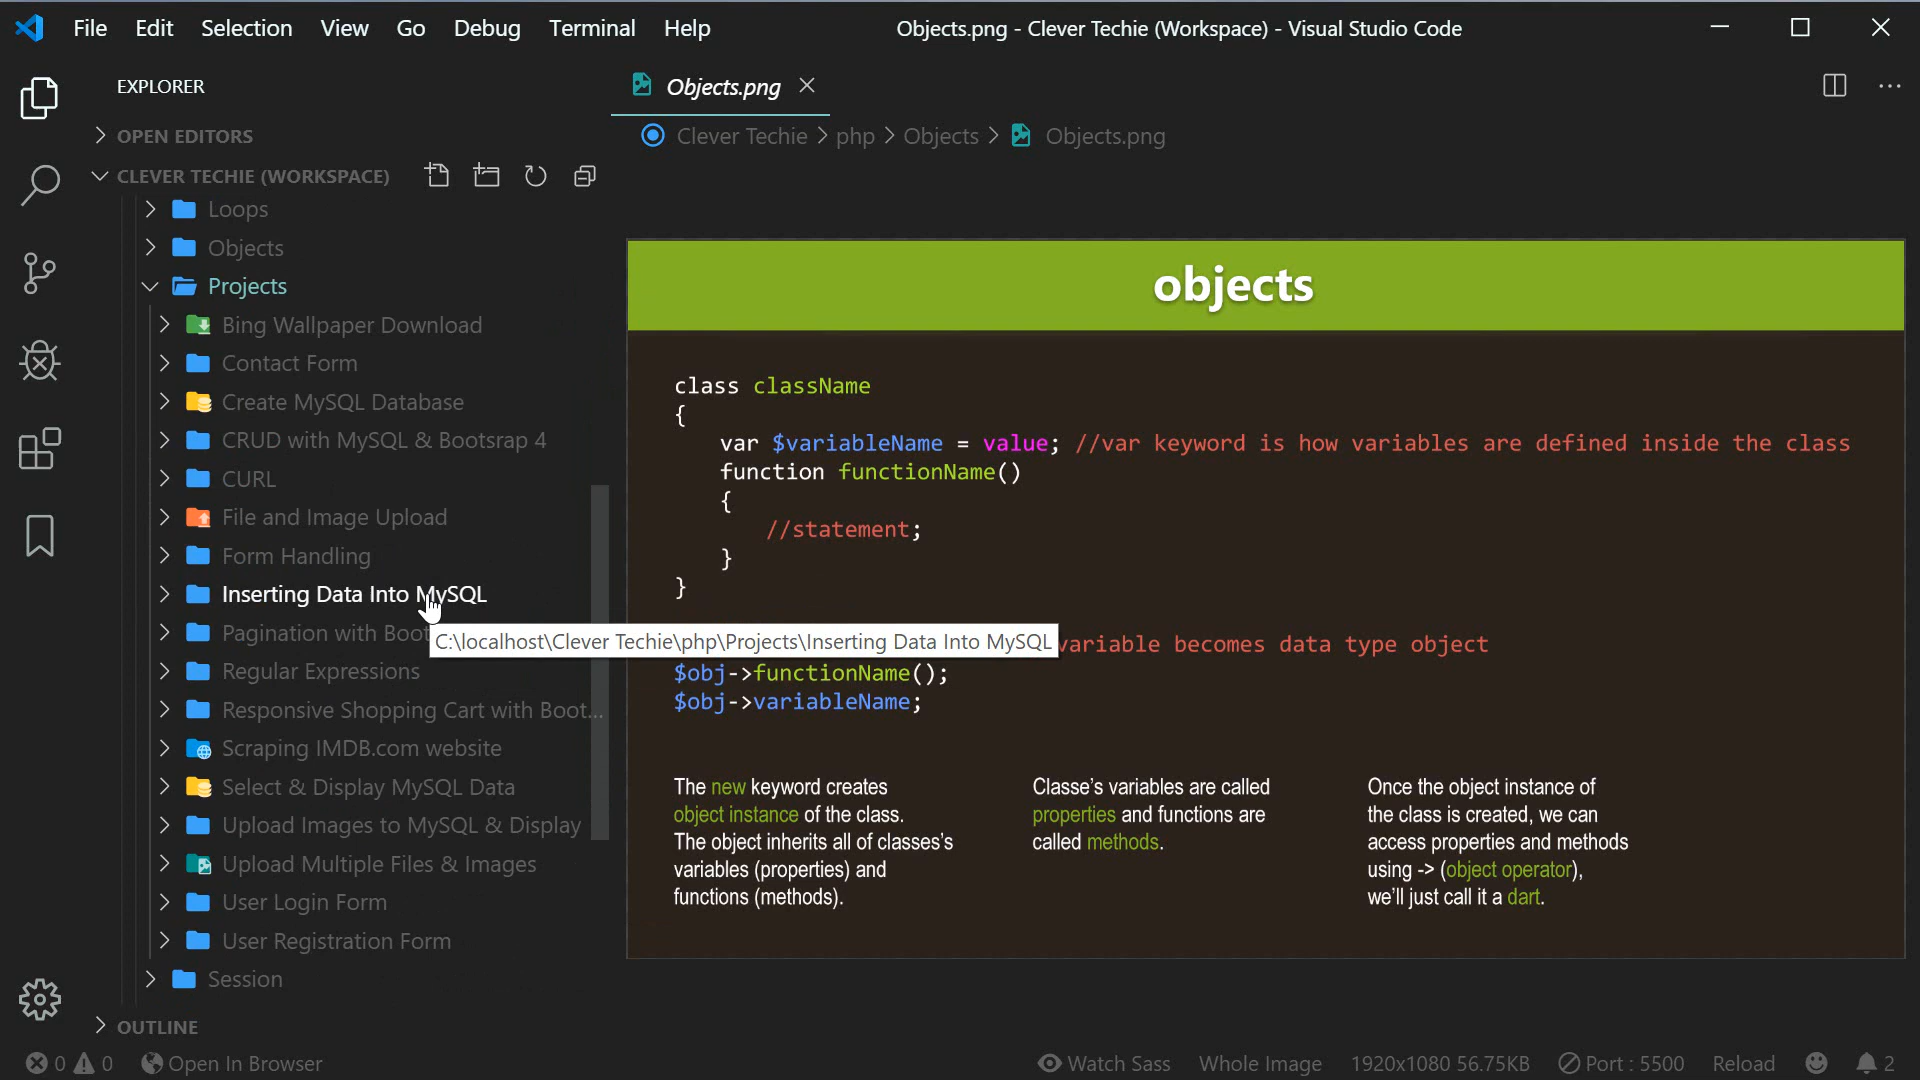 File Edit Selection View Go Debug Terminal Help Objects.png - Clever Techie (Workspace) - Visual Studio Code
EXPLORER
Objects.png
OPEN EDITORS
Clever Techie > php > Objects > Objects.png
CLEVER TECHIE (WORKSPACE)
Loops
Objects
Projects
Bing Wallpaper Download
Contact Form
Create MySQL Database
CRUD with MySQL & Bootsrap 4
CURL
File and Image Upload
Form Handling
Inserting Data Into MySQL
Pagination with Boot
Regular Expressions
Responsive Shopping Cart with Boot...
Scraping IMDB.com website
Select & Display MySQL Data
Upload Images to MySQL & Display
Upload Multiple Files & Images
User Login Form
User Registration Form
Session
OUTLINE
C:\localhost\Clever Techie\php\Projects\Inserting Data Into MySQL
objects
class className
{
var $variableName = value; //var keyword is how variables are defined inside the class
function functionName()
{
//statement;
}
}
variable becomes data type object
$obj->functionName();
$obj->variableName;
The new keyword creates
object instance of the class.
The object inherits all of classes's
variables (properties) and
functions (methods).
Classe's variables are called
properties and functions are
called methods.
Once the object instance of
the class is created, we can
access properties and methods
using -> (object operator),
we'll just call it a dart.
0 0 Open In Browser Watch Sass Whole Image 1920x1080 56.75KB Port : 5500 Reload 2